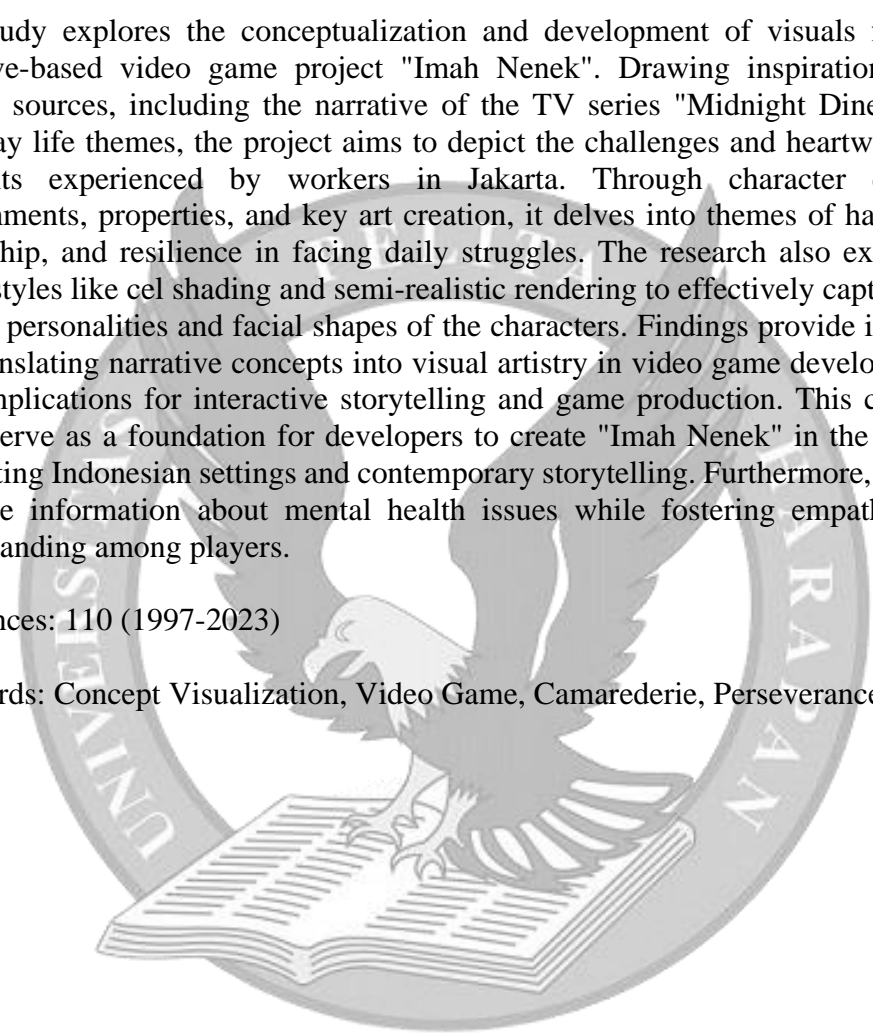 tudy explores the conceptualization and development of visuals f
ve-based video game project "Imah Nenek". Drawing inspiration
sources, including the narrative of the TV series "Midnight Dine
ay life themes, the project aims to depict the challenges and heartw
ts experienced by workers in Jakarta. Through character
nments, properties, and key art creation, it delves into themes of ha
hip, and resilience in facing daily struggles. The research also ex
styles like cel shading and semi-realistic rendering to effectively capt
personalities and facial shapes of the characters. Findings provide i
nslating narrative concepts into visual artistry in video game develo
mplications for interactive storytelling and game production. This c
erve as a foundation for developers to create "Imah Nenek" in the
ting Indonesian settings and contemporary storytelling. Furthermore,
e information about mental health issues while fostering empath
anding among players.
nces: 110 (1997-2023)
rds: Concept Visualization, Video Game, Camarederie, Perseverance
UNIVERSITAS PELITA HARAPAN